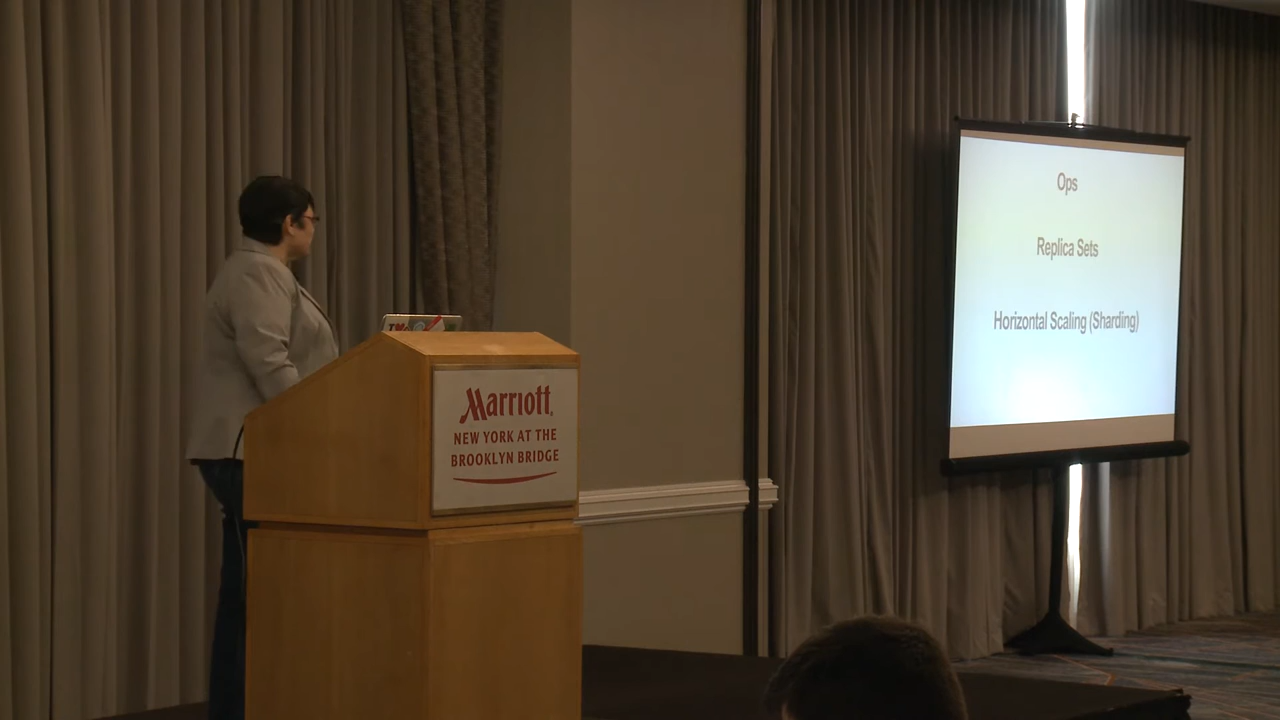 Marriott
NEW YORK AT THE
BROOKLYN BRIDGE
Ops
Replica Sets
Horizontal Scaling (Sharding)